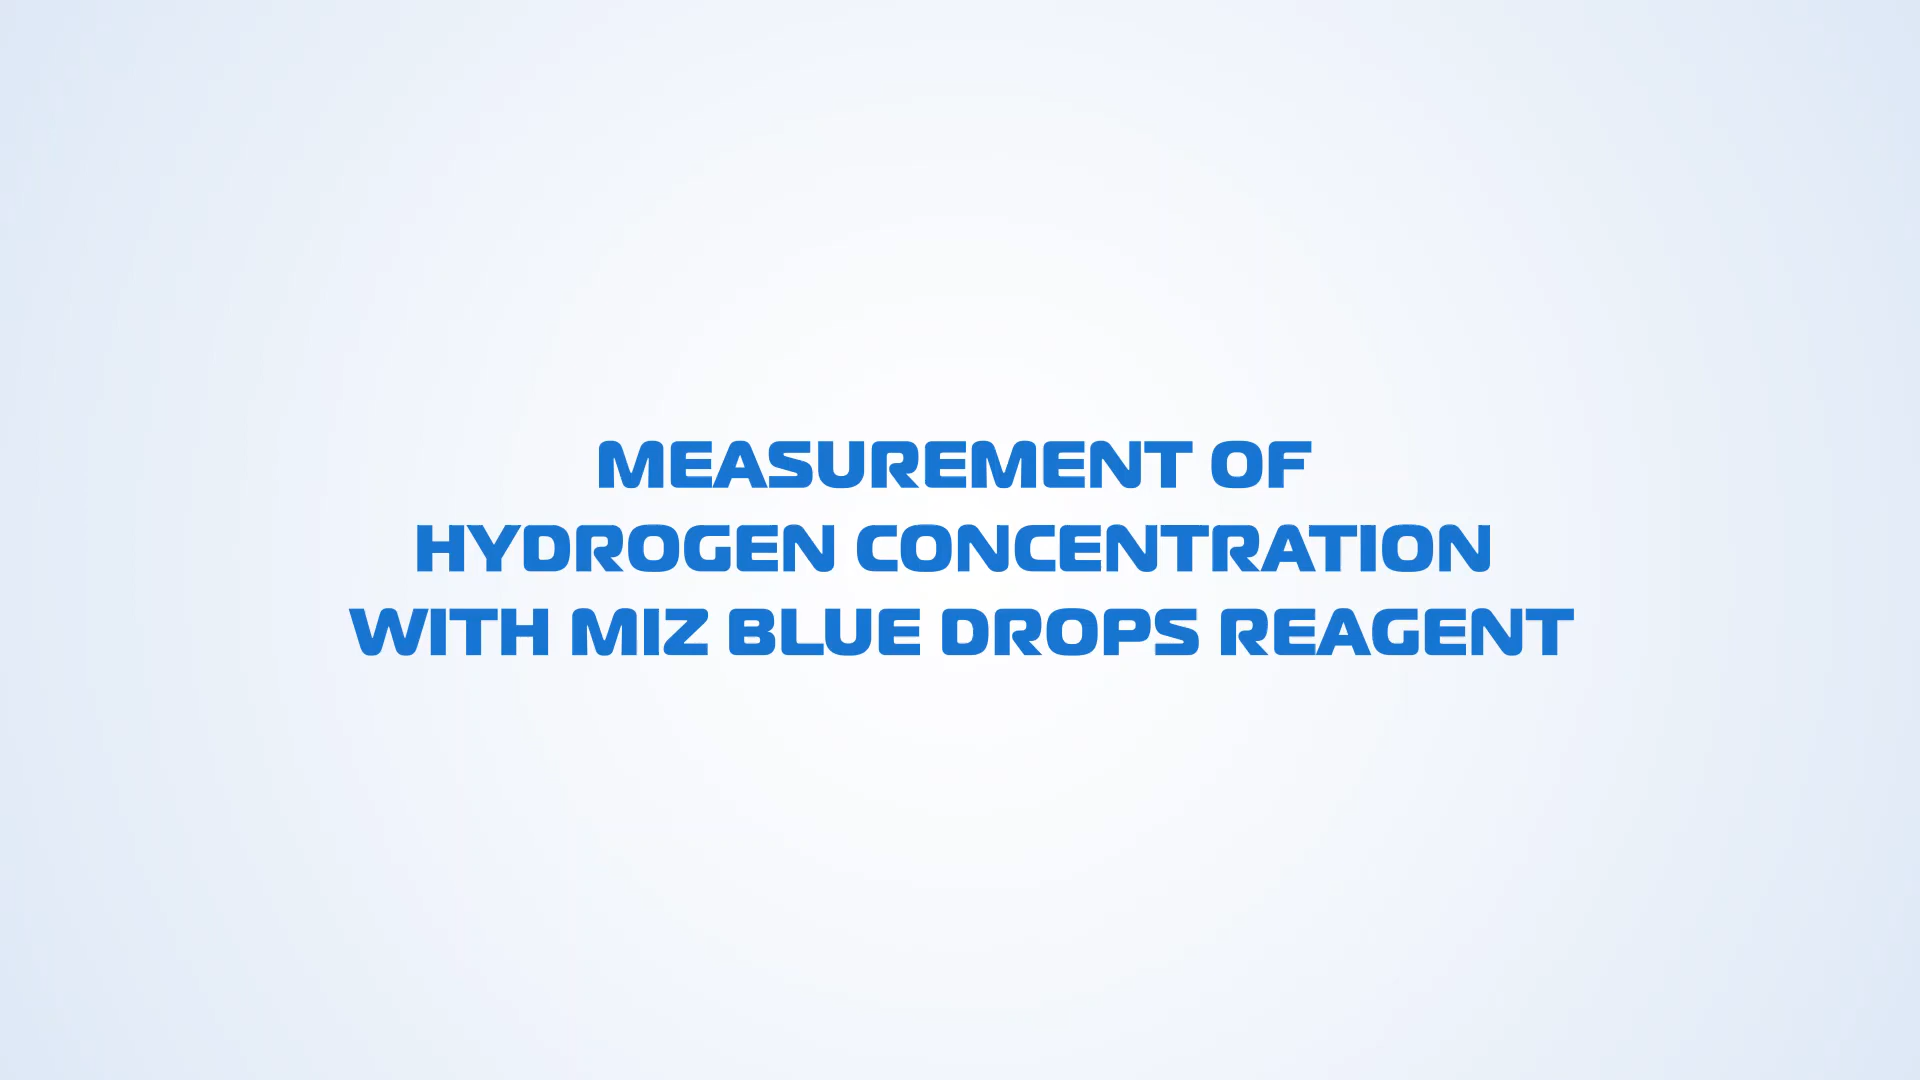 MEASUREMENT OF
HYDROGEN CONCENTRATION
WITH MIZ BLUE DROPS REAGENT